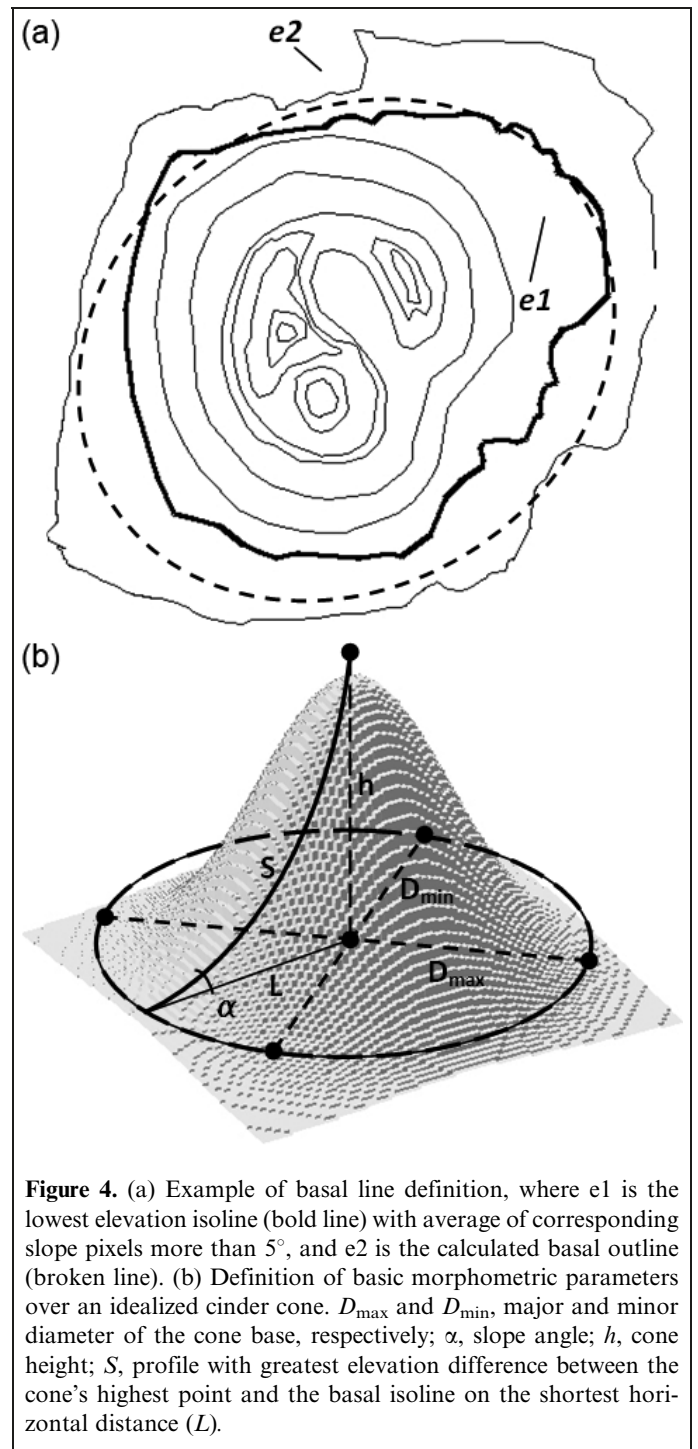 (a)
e2
e1
(b)
h
S
D_min
L
D_max
α
Figure 4. (a) Example of basal line definition, where e1 is the
lowest elevation isoline (bold line) with average of corresponding
slope pixels more than 5°, and e2 is the calculated basal outline
(broken line). (b) Definition of basic morphometric parameters
over an idealized cinder cone. D_max and D_min, major and minor
diameter of the cone base, respectively; α, slope angle; h, cone
height; S, profile with greatest elevation difference between the
cone's highest point and the basal isoline on the shortest hori-
zontal distance (L).